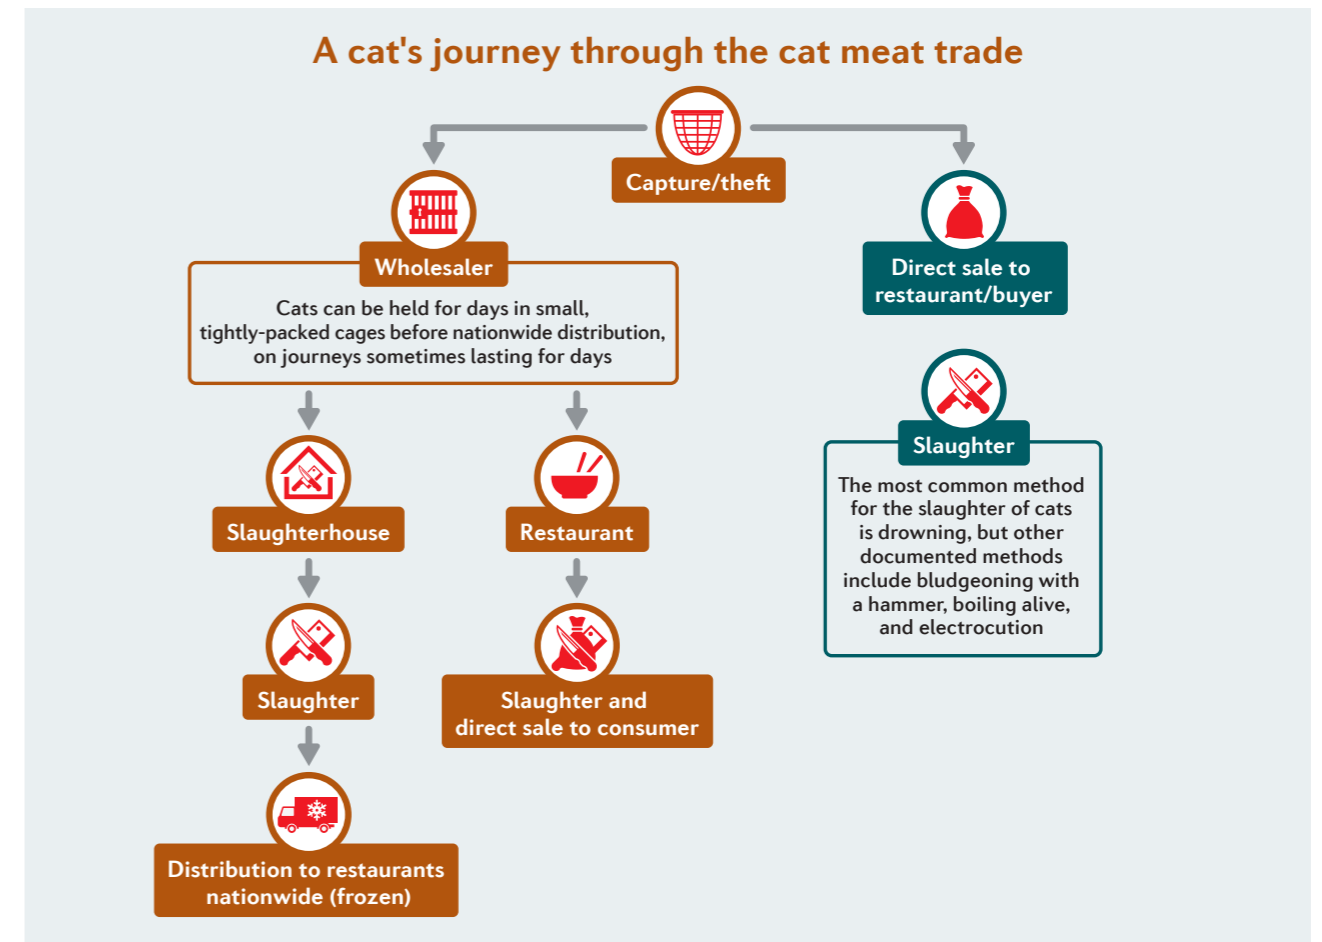 A cat's journey through the cat meat trade
Capture/theft
Wholesaler
Cats can be held for days in small,
tightly-packed cages before nationwide distribution,
on journeys sometimes lasting for days
Slaughterhouse
Slaughter
Distribution to restaurants
nationwide (frozen)
Restaurant
Slaughter and
direct sale to consumer
Direct sale to
restaurant/buyer
Slaughter
The most common method
for the slaughter of cats
is drowning, but other
documented methods
include bludgeoning with
a hammer, boiling alive,
and electrocution